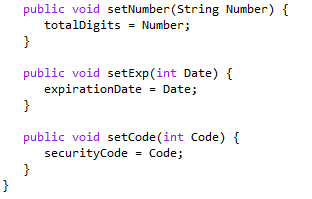 public void setNumber(String Number) {
totalDigits = Number;
}
public void setExp(int Date) {
expirationDate = Date;
}
public void setCode(int Code) {
securityCode = Code;
}
}